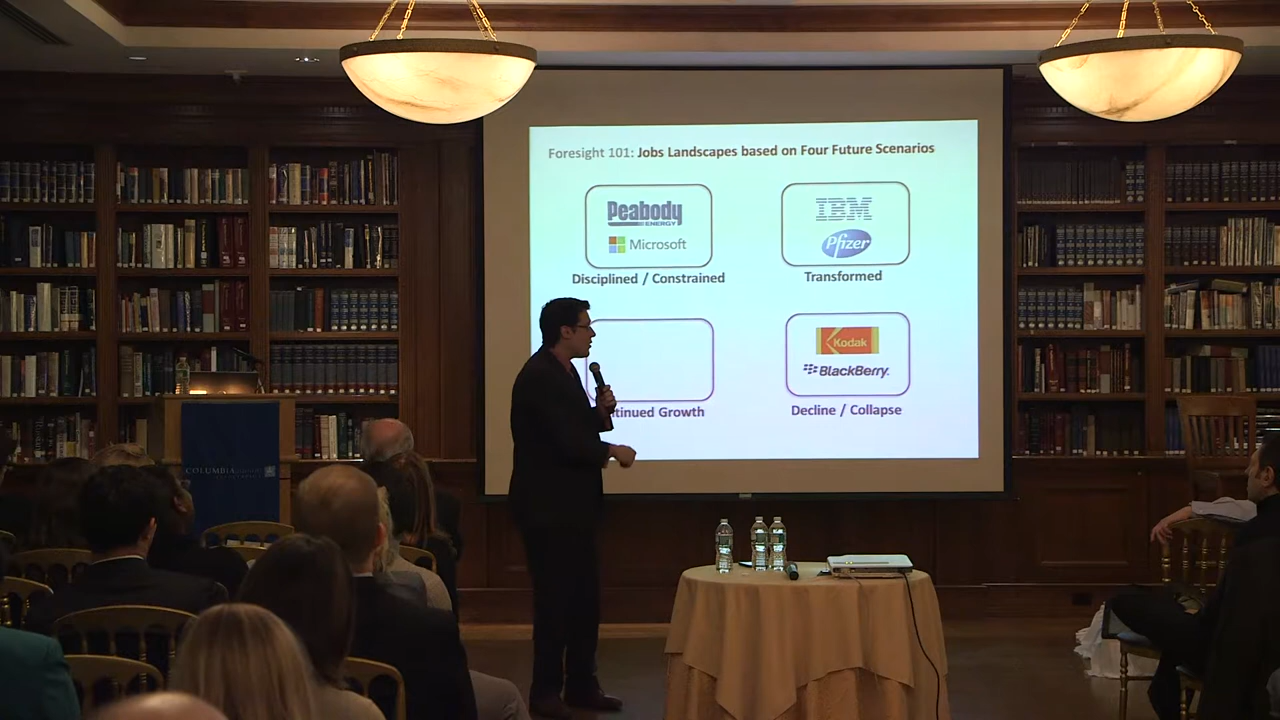 Foresight 101: Jobs Landscapes based on Four Future Scenarios
Peabody
ENERGY
Microsoft
Disciplined / Constrained
IBM
Pfizer
Transformed
tinued Growth
Kodak
BlackBerry
Decline / Collapse
COLUMBIA